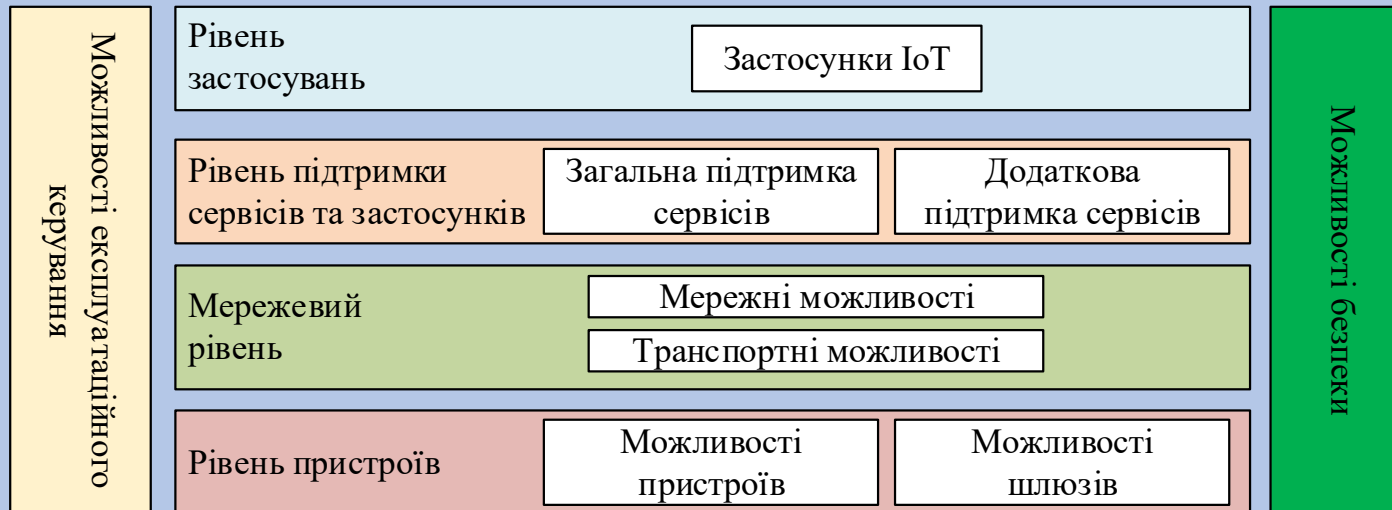 Можливості експлуатаційного
керування
Рівень
застосувань
Застосунки IoT
Рівень підтримки
сервісів та застосунків
Загальна підтримка
сервісів
Додаткова
підтримка сервісів
Мережевий
рівень
Мережні можливості
Транспортні можливості
Рівень пристроїв
Можливості
пристроїв
Можливості
шлюзів
Можливості безпеки